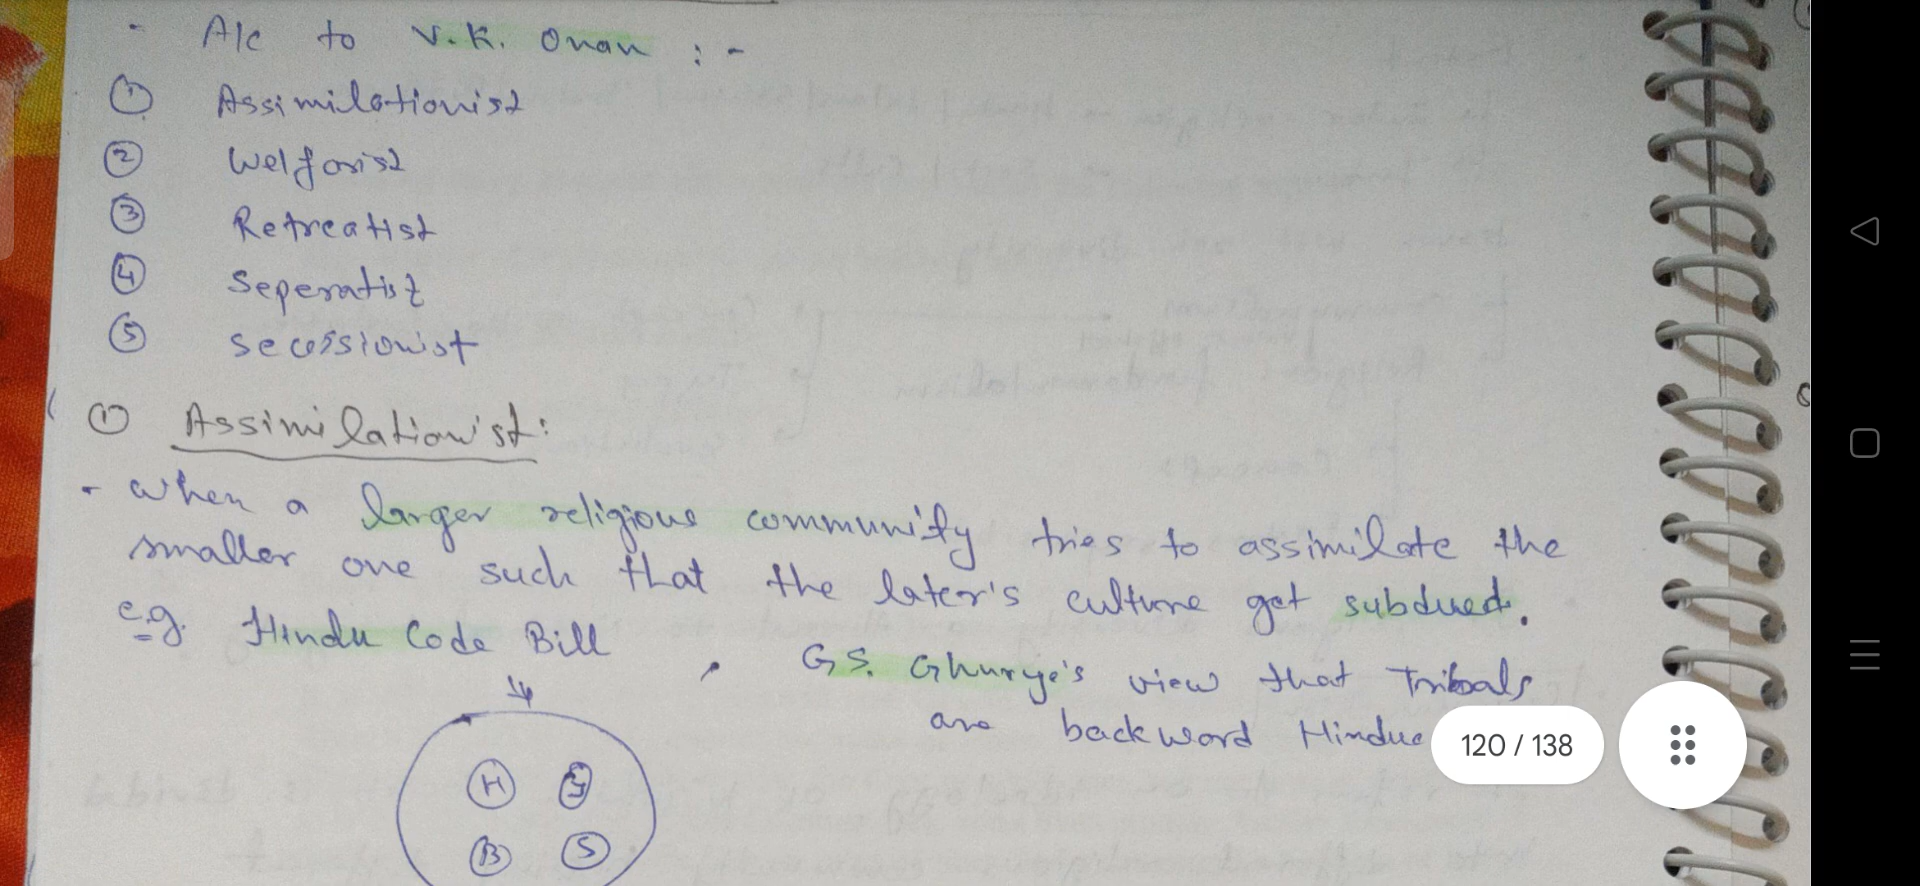 - A/c to V.K. Onan : -
① Assimilationist
② Welfarist
③ Retreatist
④ Seperatist
⑤ secessionist
① Assimilationist:
- When a larger religious community tries to assimilate the
smaller one such that the later's culture get subdued.
e.g. Hindu Code Bill , G.S. Ghurye's view that Tribals
are backword Hindus
H J
B S
120 / 138